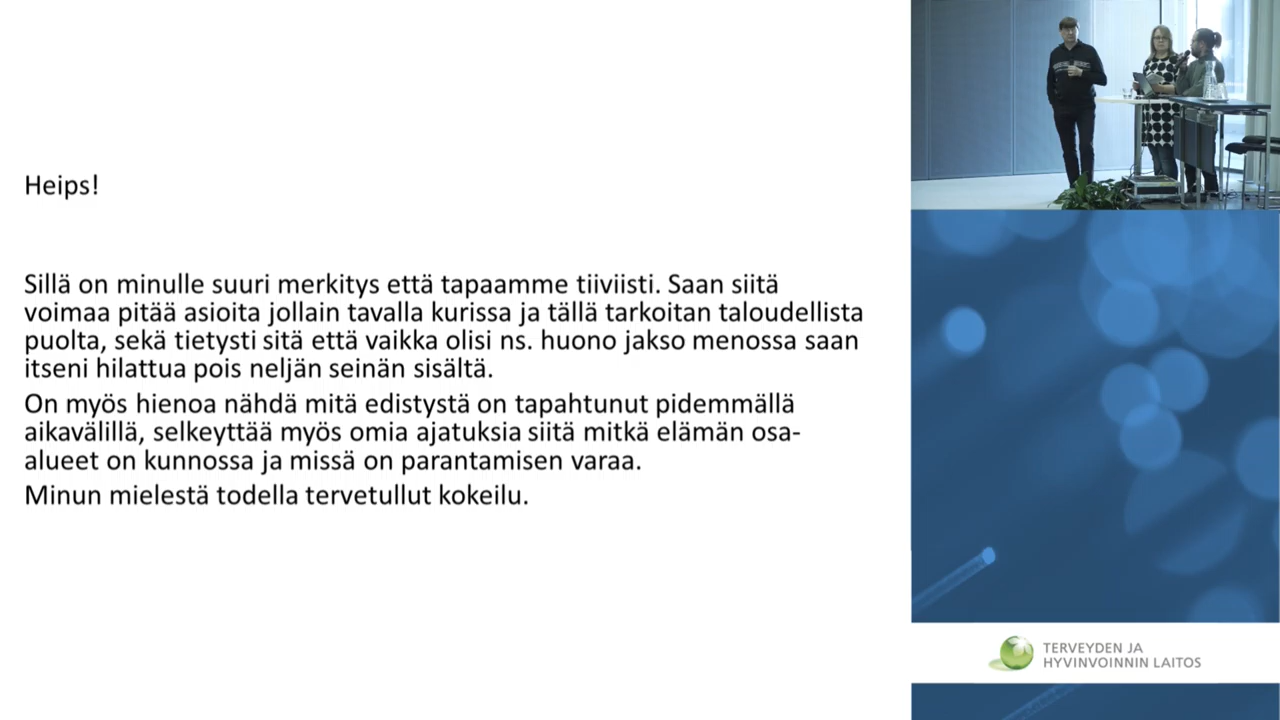 Heips!
Sillä on minulle suuri merkitys että tapaamme tiiviisti. Saan siitä
voimaa pitää asioita jollain tavalla kurissa ja tällä tarkoitan taloudellista
puolta, sekä tietysti sitä että vaikka olisi ns. huono jakso menossa saan
itseni hilattua pois neljän seinän sisältä.
On myös hienoa nähdä mitä edistystä on tapahtunut pidemmällä
aikavälillä, selkeyttää myös omia ajatuksia siitä mitkä elämän osa-
alueet on kunnossa ja missä on parantamisen varaa.
Minun mielestä todella tervetullut kokeilu.
TERVEYDEN JA
HYVINVOINNIN LAITOS